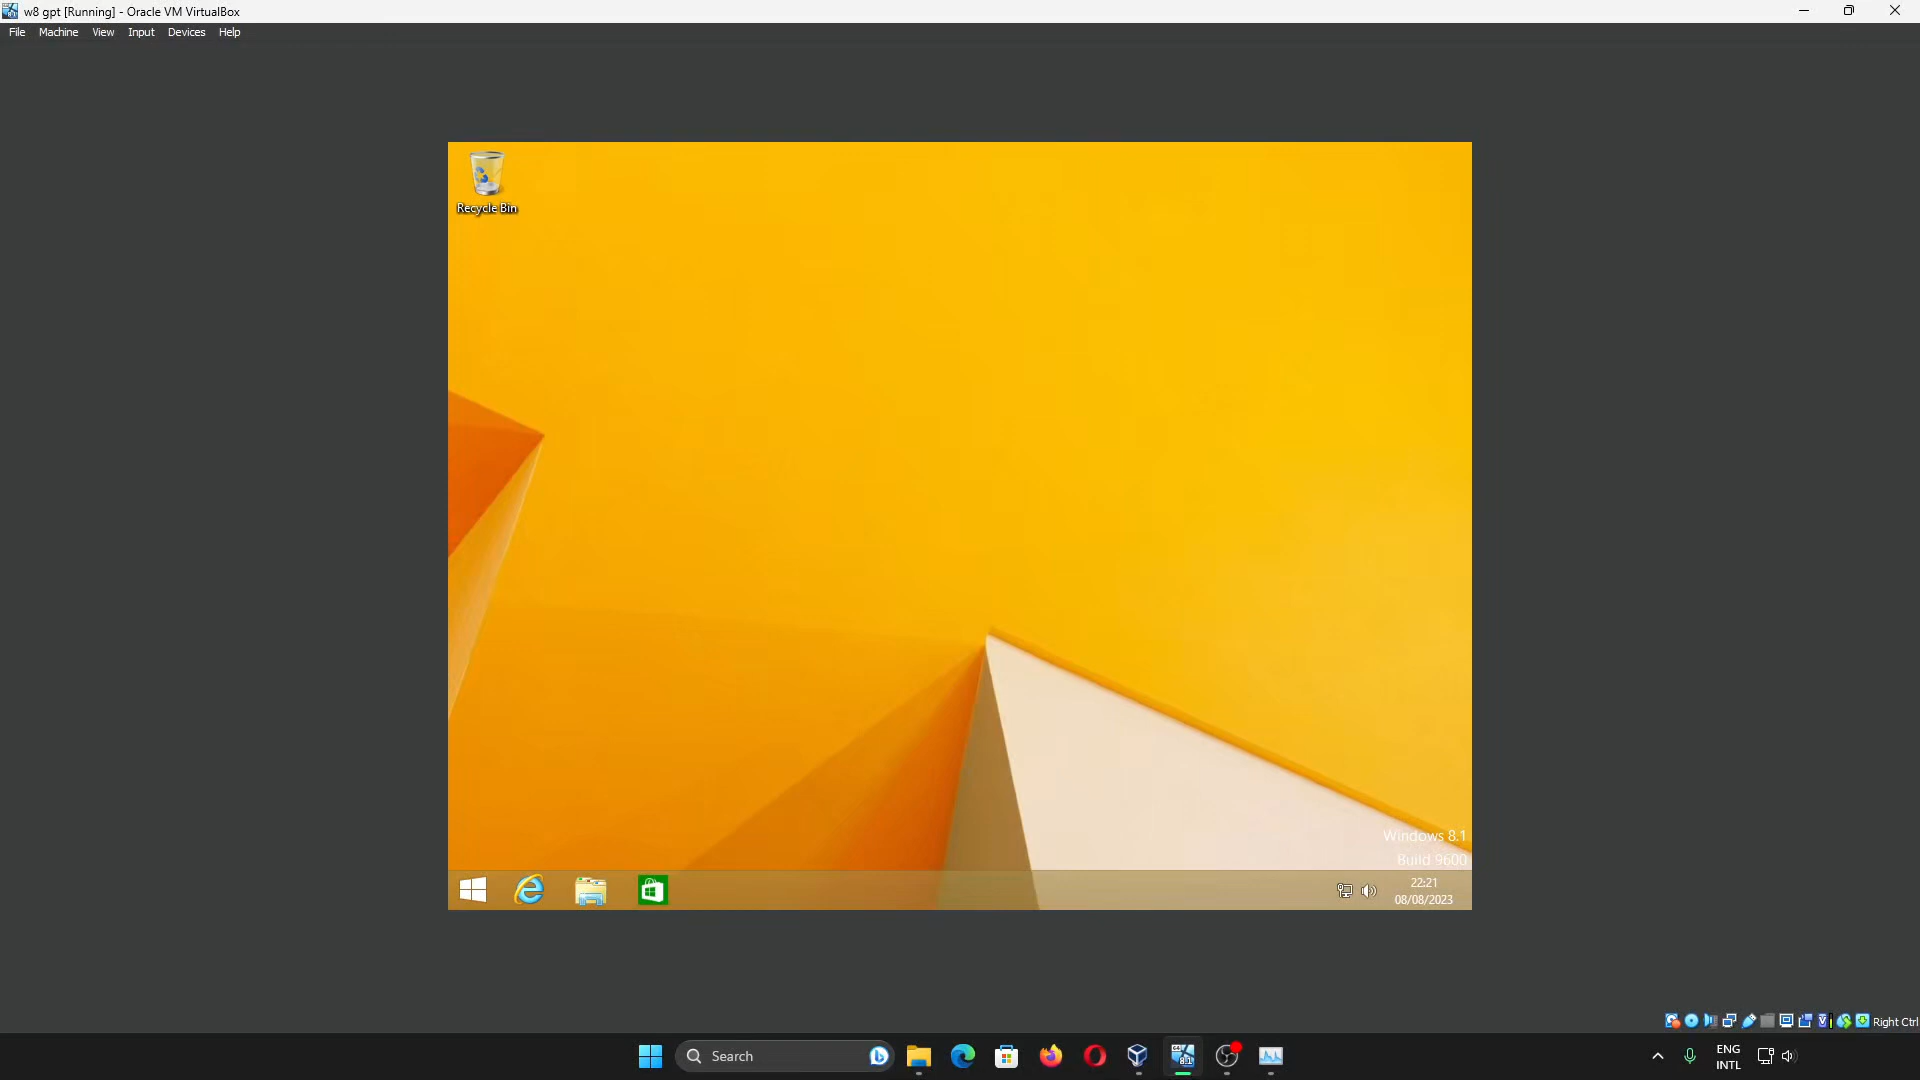 w8 gpt [Running] - Oracle VM VirtualBox
File Machine View Input Devices Help
Recycle Bin
Windows 8.1
Build 9600
22:21
08/08/2023
Right Ctrl
Search
ENG
INTL